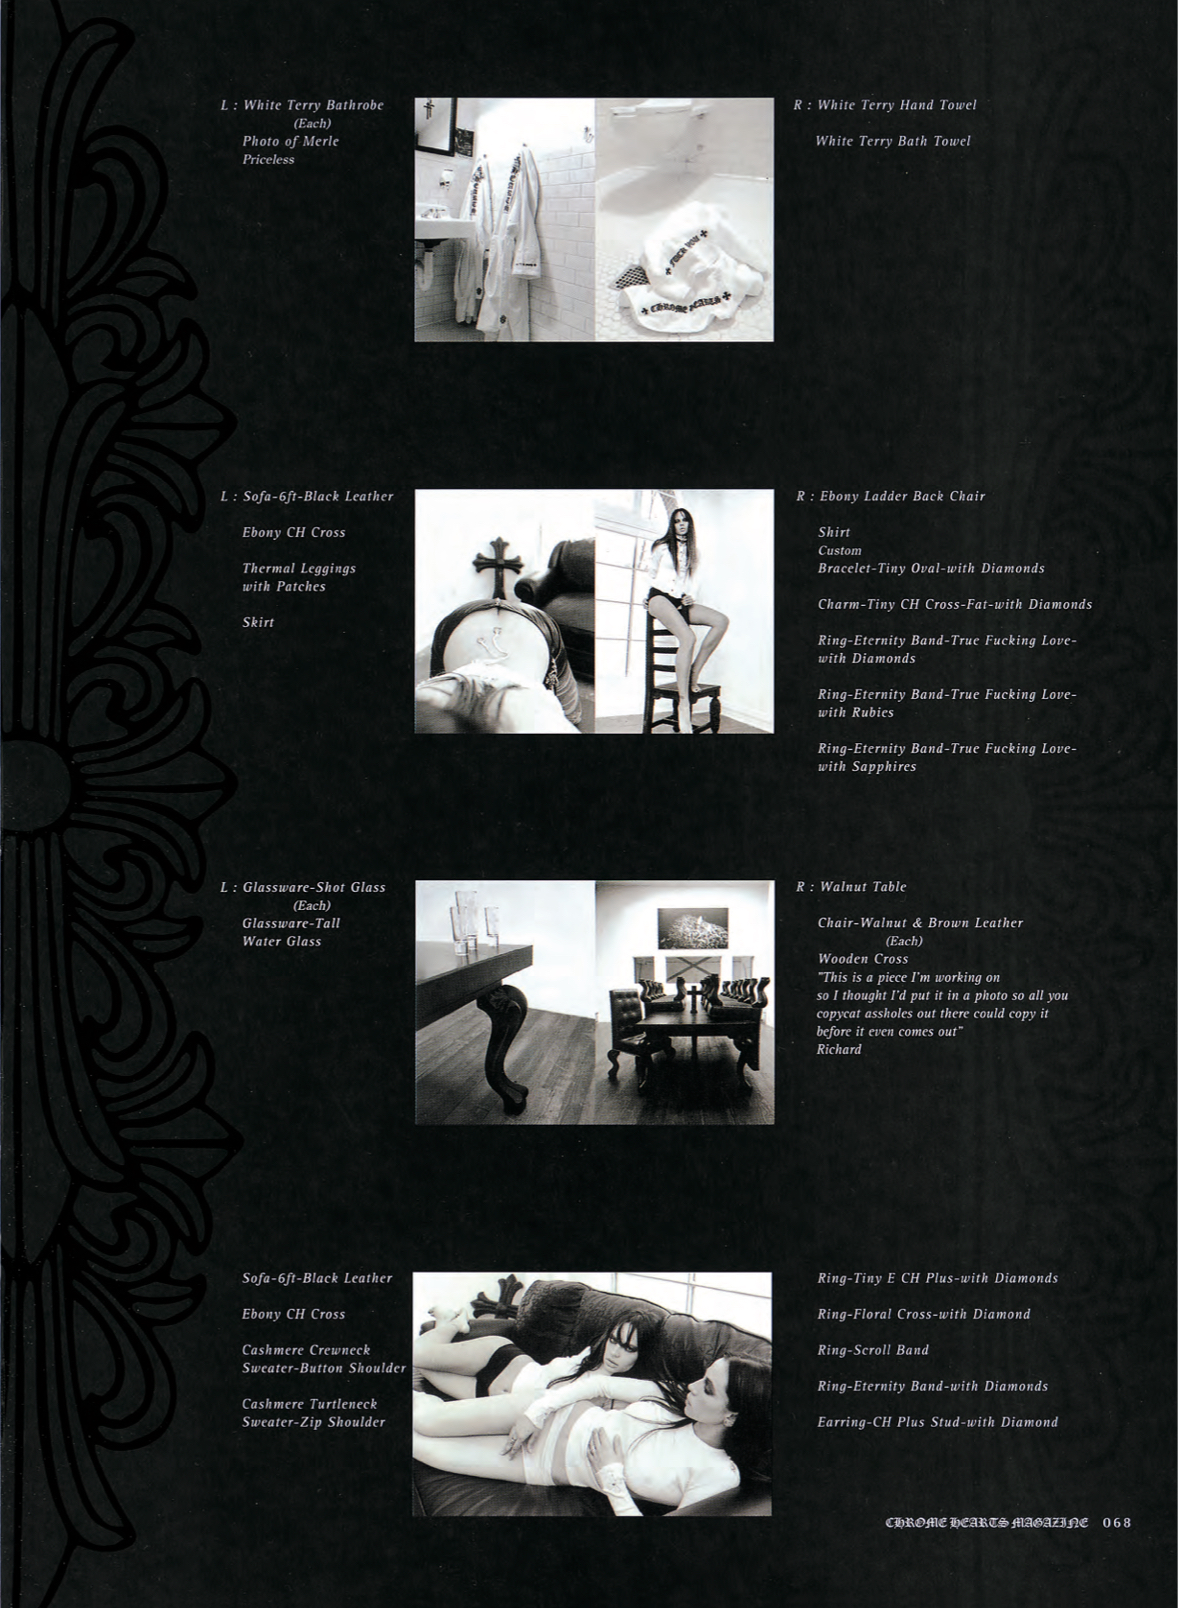 L : White Terry Bathrobe
(Each)
Photo of Merle
Priceless
FUCK YOU
CHROME HEARTS
R : White Terry Hand Towel
White Terry Bath Towel
L : Sofa-6ft-Black Leather
Ebony CH Cross
Thermal Leggings
with Patches
Skirt
R : Ebony Ladder Back Chair
Shirt
Custom
Bracelet-Tiny Oval-with Diamonds
Charm-Tiny CH Cross-Fat-with Diamonds
Ring-Eternity Band-True Fucking Love-
with Diamonds
Ring-Eternity Band-True Fucking Love-
with Rubies
Ring-Eternity Band-True Fucking Love-
with Sapphires
L : Glassware-Shot Glass
(Each)
Glassware-Tall
Water Glass
R : Walnut Table
Chair-Walnut & Brown Leather
(Each)
Wooden Cross
"This is a piece I'm working on
so I thought I'd put it in a photo so all you
copycat assholes out there could copy it
before it even comes out"
Richard
Sofa-6ft-Black Leather
Ebony CH Cross
Cashmere Crewneck
Sweater-Button Shoulder
Cashmere Turtleneck
Sweater-Zip Shoulder
Ring-Tiny E CH Plus-with Diamonds
Ring-Floral Cross-with Diamond
Ring-Scroll Band
Ring-Eternity Band-with Diamonds
Earring-CH Plus Stud-with Diamond
CHROME HEARTS MAGAZINE 068